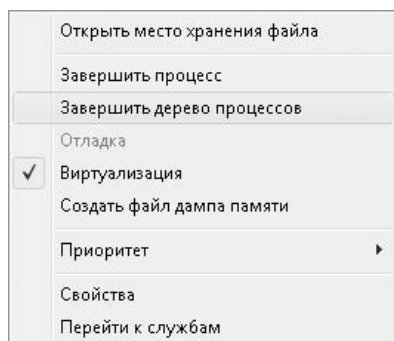 Открыть место хранения файла
Завершить процесс
Завершить дерево процессов
Отладка
Виртуализация
Создать файл дампа памяти
Приоритет
Свойства
Перейти к службам